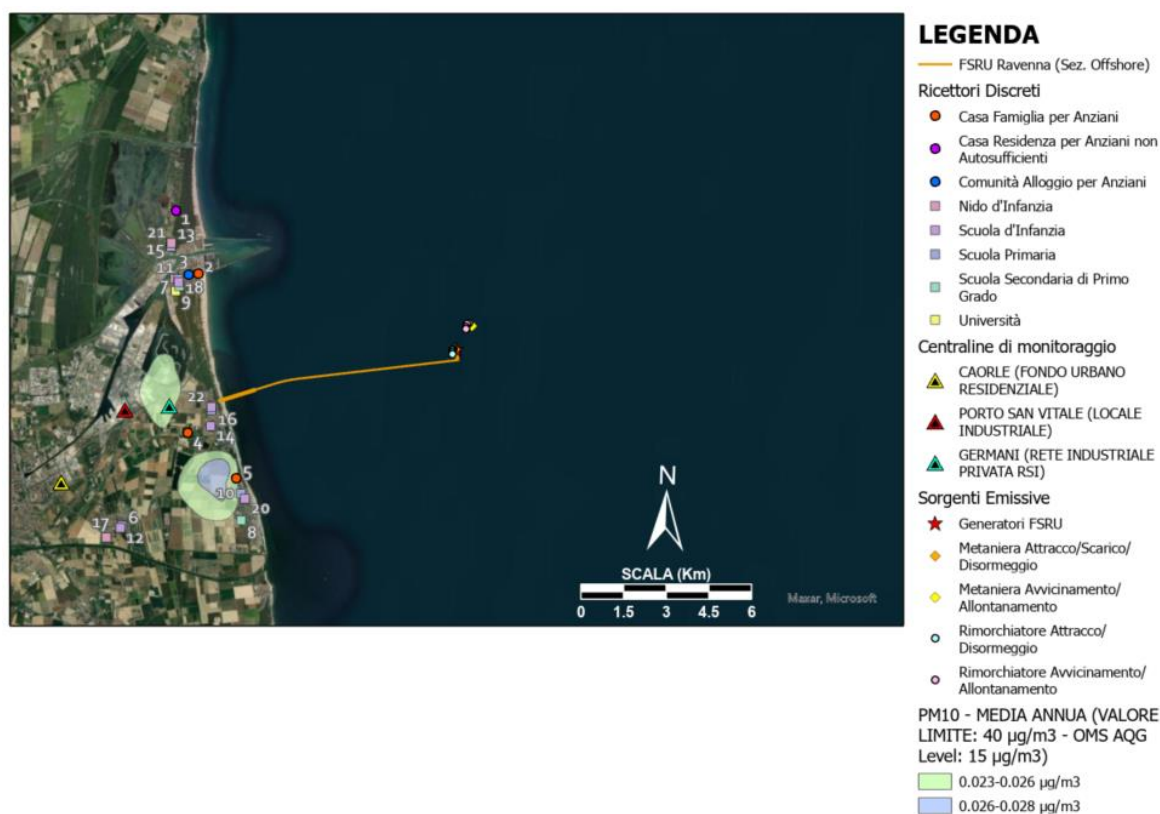 LEGENDA
FSRU Ravenna (Sez. Offshore)
Ricettori Discreti
Casa Famiglia per Anziani
Casa Residenza per Anziani non
Autosufficienti
Comunità Alloggio per Anziani
Nido d'Infanzia
Scuola d'Infanzia
Scuola Primaria
Scuola Secondaria di Primo
Grado
Università
Centraline di monitoraggio
CAORLE (FONDO URBANO
RESIDENZIALE)
PORTO SAN VITALE (LOCALE
INDUSTRIALE)
GERMANI (RETE INDUSTRIALE
PRIVATA RSI)
Sorgenti Emissive
Generatori FSRU
Metaniera Attracco/Scarico/
Disormeggio
Metaniera Avvicinamento/
Allontanamento
Rimorchiatore Attracco/
Disormeggio
Rimorchiatore Avvicinamento/
Allontanamento
PM10 - MEDIA ANNUA (VALORE
LIMITE: 40 µg/m3 - OMS AQG
Level: 15 µg/m3)
0.023-0.026 µg/m3
0.026-0.028 µg/m3
1
21 13
15
3 2
11
7 18
9
22
16
14
4
5
10
20
8
17 6
12
N
SCALA (Km)
0 1.5 3 4.5 6
Maxar, Microsoft